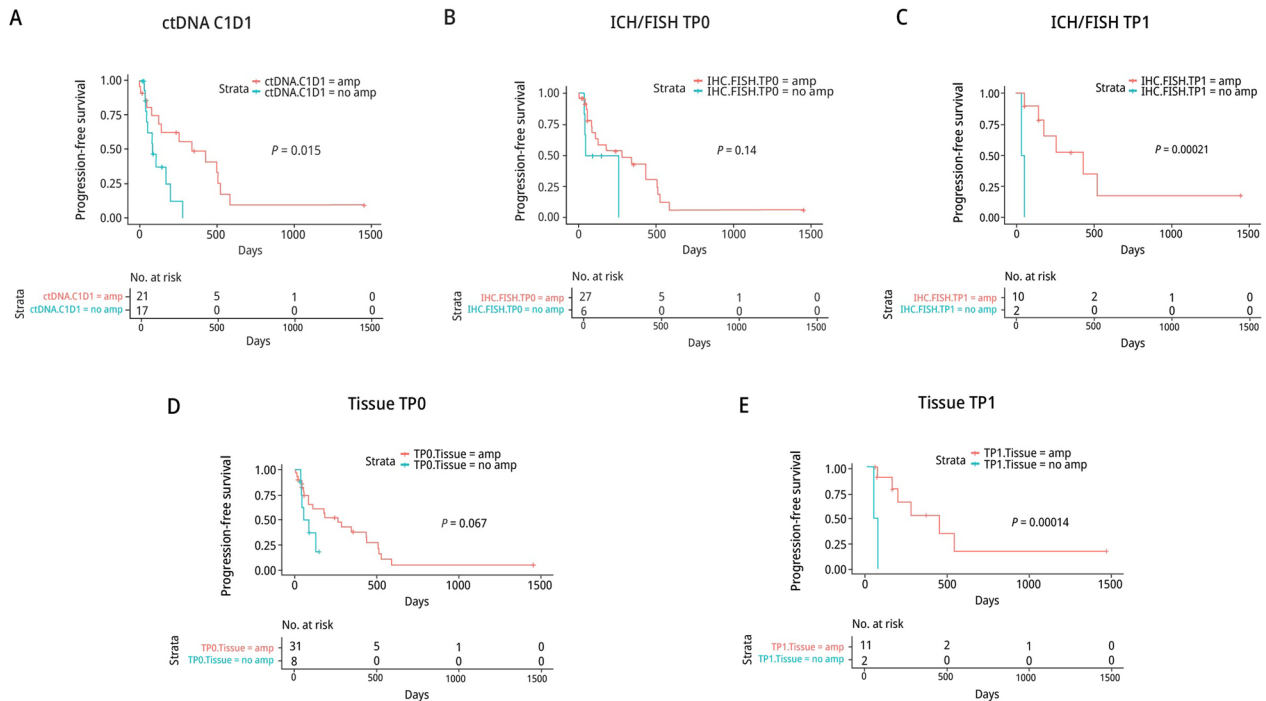 A
ctDNA C1D1
Progression-free survival
1.00
0.75
0.50
0.25
0.00
Strata
ctDNA.C1D1 = amp
ctDNA.C1D1 = no amp
P = 0.015
0 500 1000 1500
Days
No. at risk
Strata
ctDNA.C1D1 = amp 21 5 1 0
ctDNA.C1D1 = no amp 17 0 0 0
0 500 1000 1500
Days
B
ICH/FISH TP0
Progression-free survival
1.00
0.75
0.50
0.25
0.00
Strata
IHC.FISH.TP0 = amp
IHC.FISH.TP0 = no amp
P = 0.14
0 500 1000 1500
Days
No. at risk
Strata
IHC.FISH.TP0 = amp 27 5 1 0
IHC.FISH.TP0 = no amp 6 0 0 0
0 500 1000 1500
Days
C
ICH/FISH TP1
Progression-free survival
1.00
0.75
0.50
0.25
0.00
Strata
IHC.FISH.TP1 = amp
IHC.FISH.TP1 = no amp
P = 0.00021
0 500 1000 1500
Days
No. at risk
Strata
IHC.FISH.TP1 = amp 10 2 1 0
IHC.FISH.TP1 = no amp 2 0 0 0
0 500 1000 1500
Days
D
Tissue TP0
Progression-free survival
1.00
0.75
0.50
0.25
0.00
Strata
TP0.Tissue = amp
TP0.Tissue = no amp
P = 0.067
0 500 1000 1500
Days
No. at risk
Strata
TP0.Tissue = amp 31 5 1 0
TP0.Tissue = no amp 8 0 0 0
0 500 1000 1500
Days
E
Tissue TP1
Progression-free survival
1.00
0.75
0.50
0.25
0.00
Strata
TP1.Tissue = amp
TP1.Tissue = no amp
P = 0.00014
0 500 1000 1500
Days
No. at risk
Strata
TP1.Tissue = amp 11 2 1 0
TP1.Tissue = no amp 2 0 0 0
0 500 1000 1500
Days